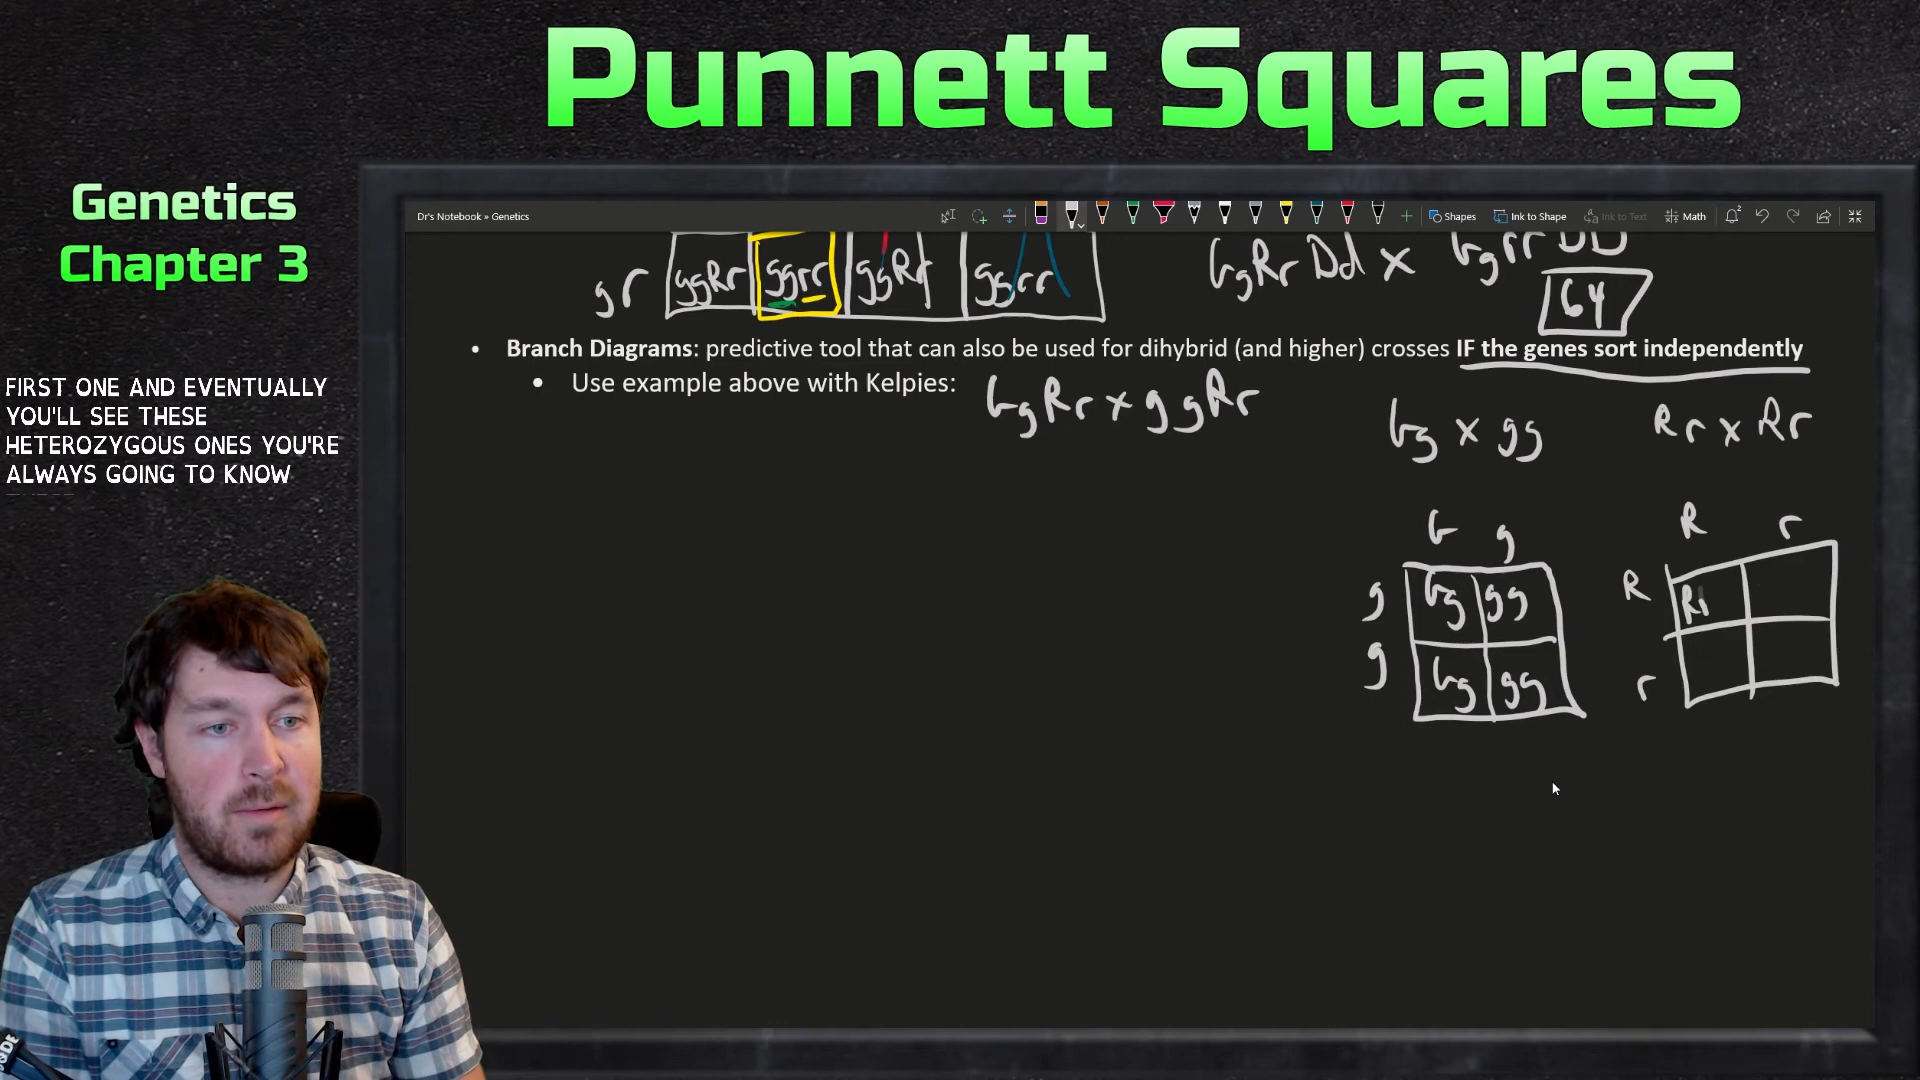 Punnett Squares
Genetics
Chapter 3
Dr's Notebook » Genetics
Shapes
Ink to Shape
Ink to Text
Math
gr ggRr ggrr ggRr ggrr
GgRrDd x Ggrr DD
64
• Branch Diagrams: predictive tool that can also be used for dihybrid (and higher) crosses IF the genes sort independently
• Use example above with Kelpies: GgRr x ggRr
Gg x gg Rr x Rr
G g
g Gg gg
g Gg gg
R r
R R
r
FIRST ONE AND EVENTUALLY
YOU'LL SEE THESE
HETEROZYGOUS ONES YOU'RE
ALWAYS GOING TO KNOW